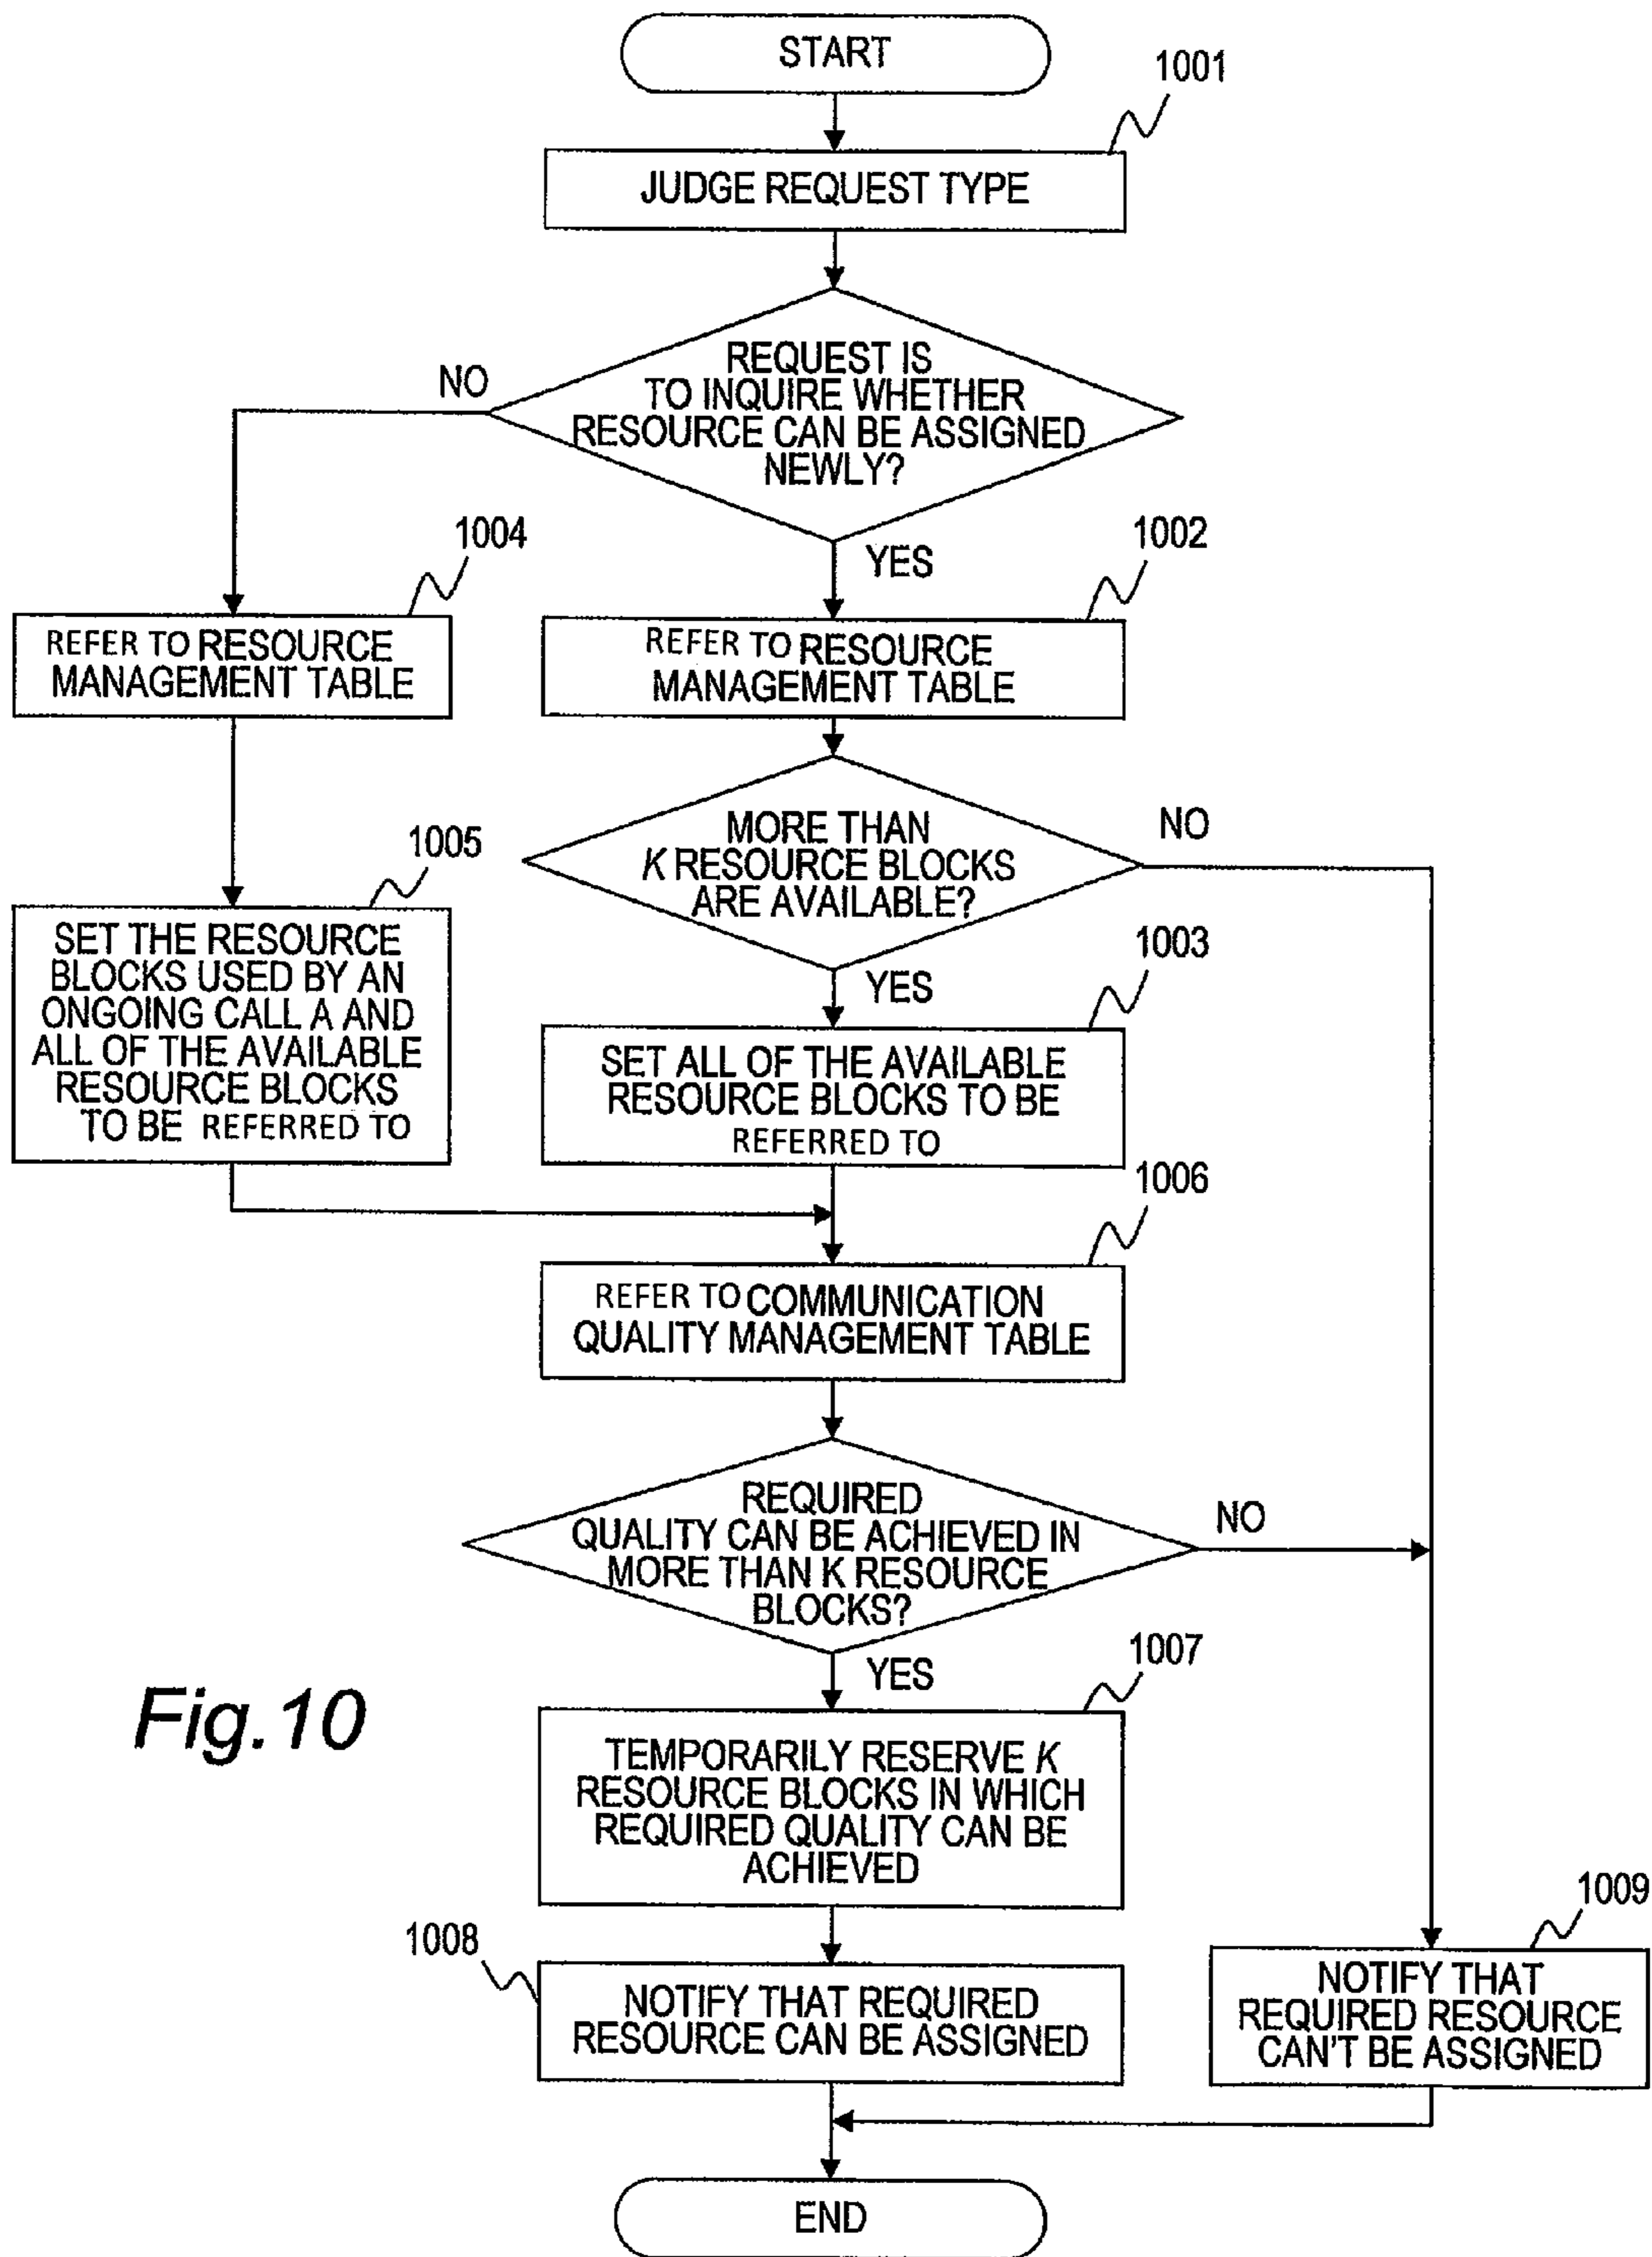 START
1001
JUDGE REQUEST TYPE
REQUEST IS
TO INQUIRE WHETHER
RESOURCE CAN BE ASSIGNED
NEWLY?
NO
YES
1004
REFER TO RESOURCE
MANAGEMENT TABLE
1002
REFER TO RESOURCE
MANAGEMENT TABLE
MORE THAN
K RESOURCE BLOCKS
ARE AVAILABLE?
NO
YES
1005
SET THE RESOURCE
BLOCKS USED BY AN
ONGOING CALL A AND
ALL OF THE AVAILABLE
RESOURCE BLOCKS
TO BE REFERRED TO
1003
SET ALL OF THE AVAILABLE
RESOURCE BLOCKS TO BE
REFERRED TO
1006
REFER TO COMMUNICATION
QUALITY MANAGEMENT TABLE
REQUIRED
QUALITY CAN BE ACHIEVED IN
MORE THAN K RESOURCE
BLOCKS?
NO
YES
1007
TEMPORARILY RESERVE K
RESOURCE BLOCKS IN WHICH
REQUIRED QUALITY CAN BE
ACHIEVED
Fig.10
1008
NOTIFY THAT REQUIRED
RESOURCE CAN BE ASSIGNED
1009
NOTIFY THAT
REQUIRED RESOURCE
CAN'T BE ASSIGNED
END